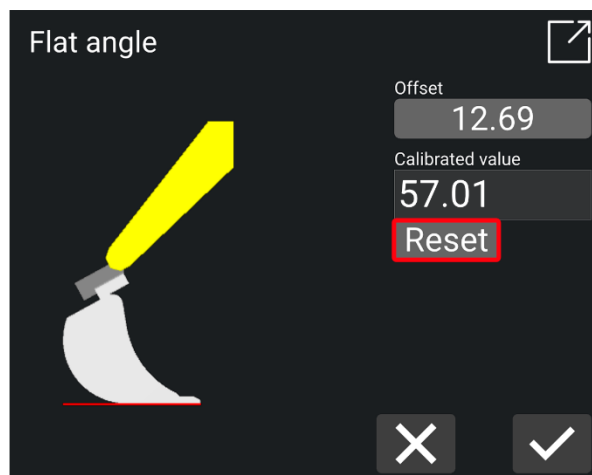 Flat angle
Offset
12.69
Calibrated value
57.01
Reset